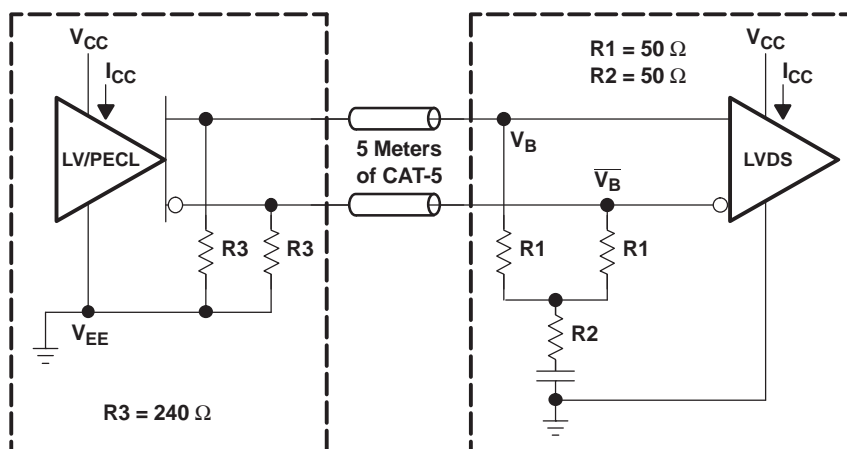 VCC
ICC
LV/PECL
R3
R3
VEE
R3 = 240 Ω
5 Meters
of CAT-5
R1 = 50 Ω
R2 = 50 Ω
VCC
ICC
VB
V̅B̅
LVDS
R1
R1
R2